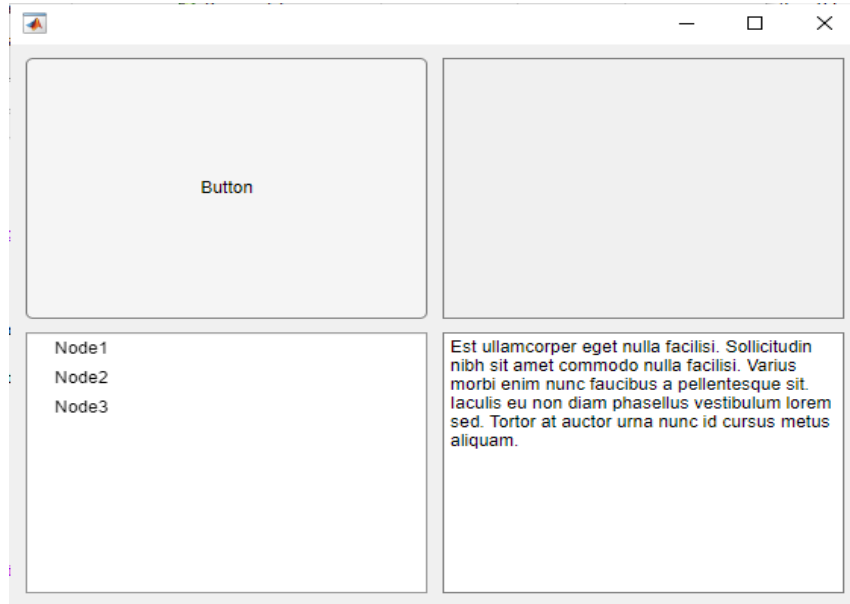 Button
Node1
Node2
Node3
Est ullamcorper eget nulla facilisi. Sollicitudin
nibh sit amet commodo nulla facilisi. Varius
morbi enim nunc faucibus a pellentesque sit.
Iaculis eu non diam phasellus vestibulum lorem
sed. Tortor at auctor urna nunc id cursus metus
aliquam.